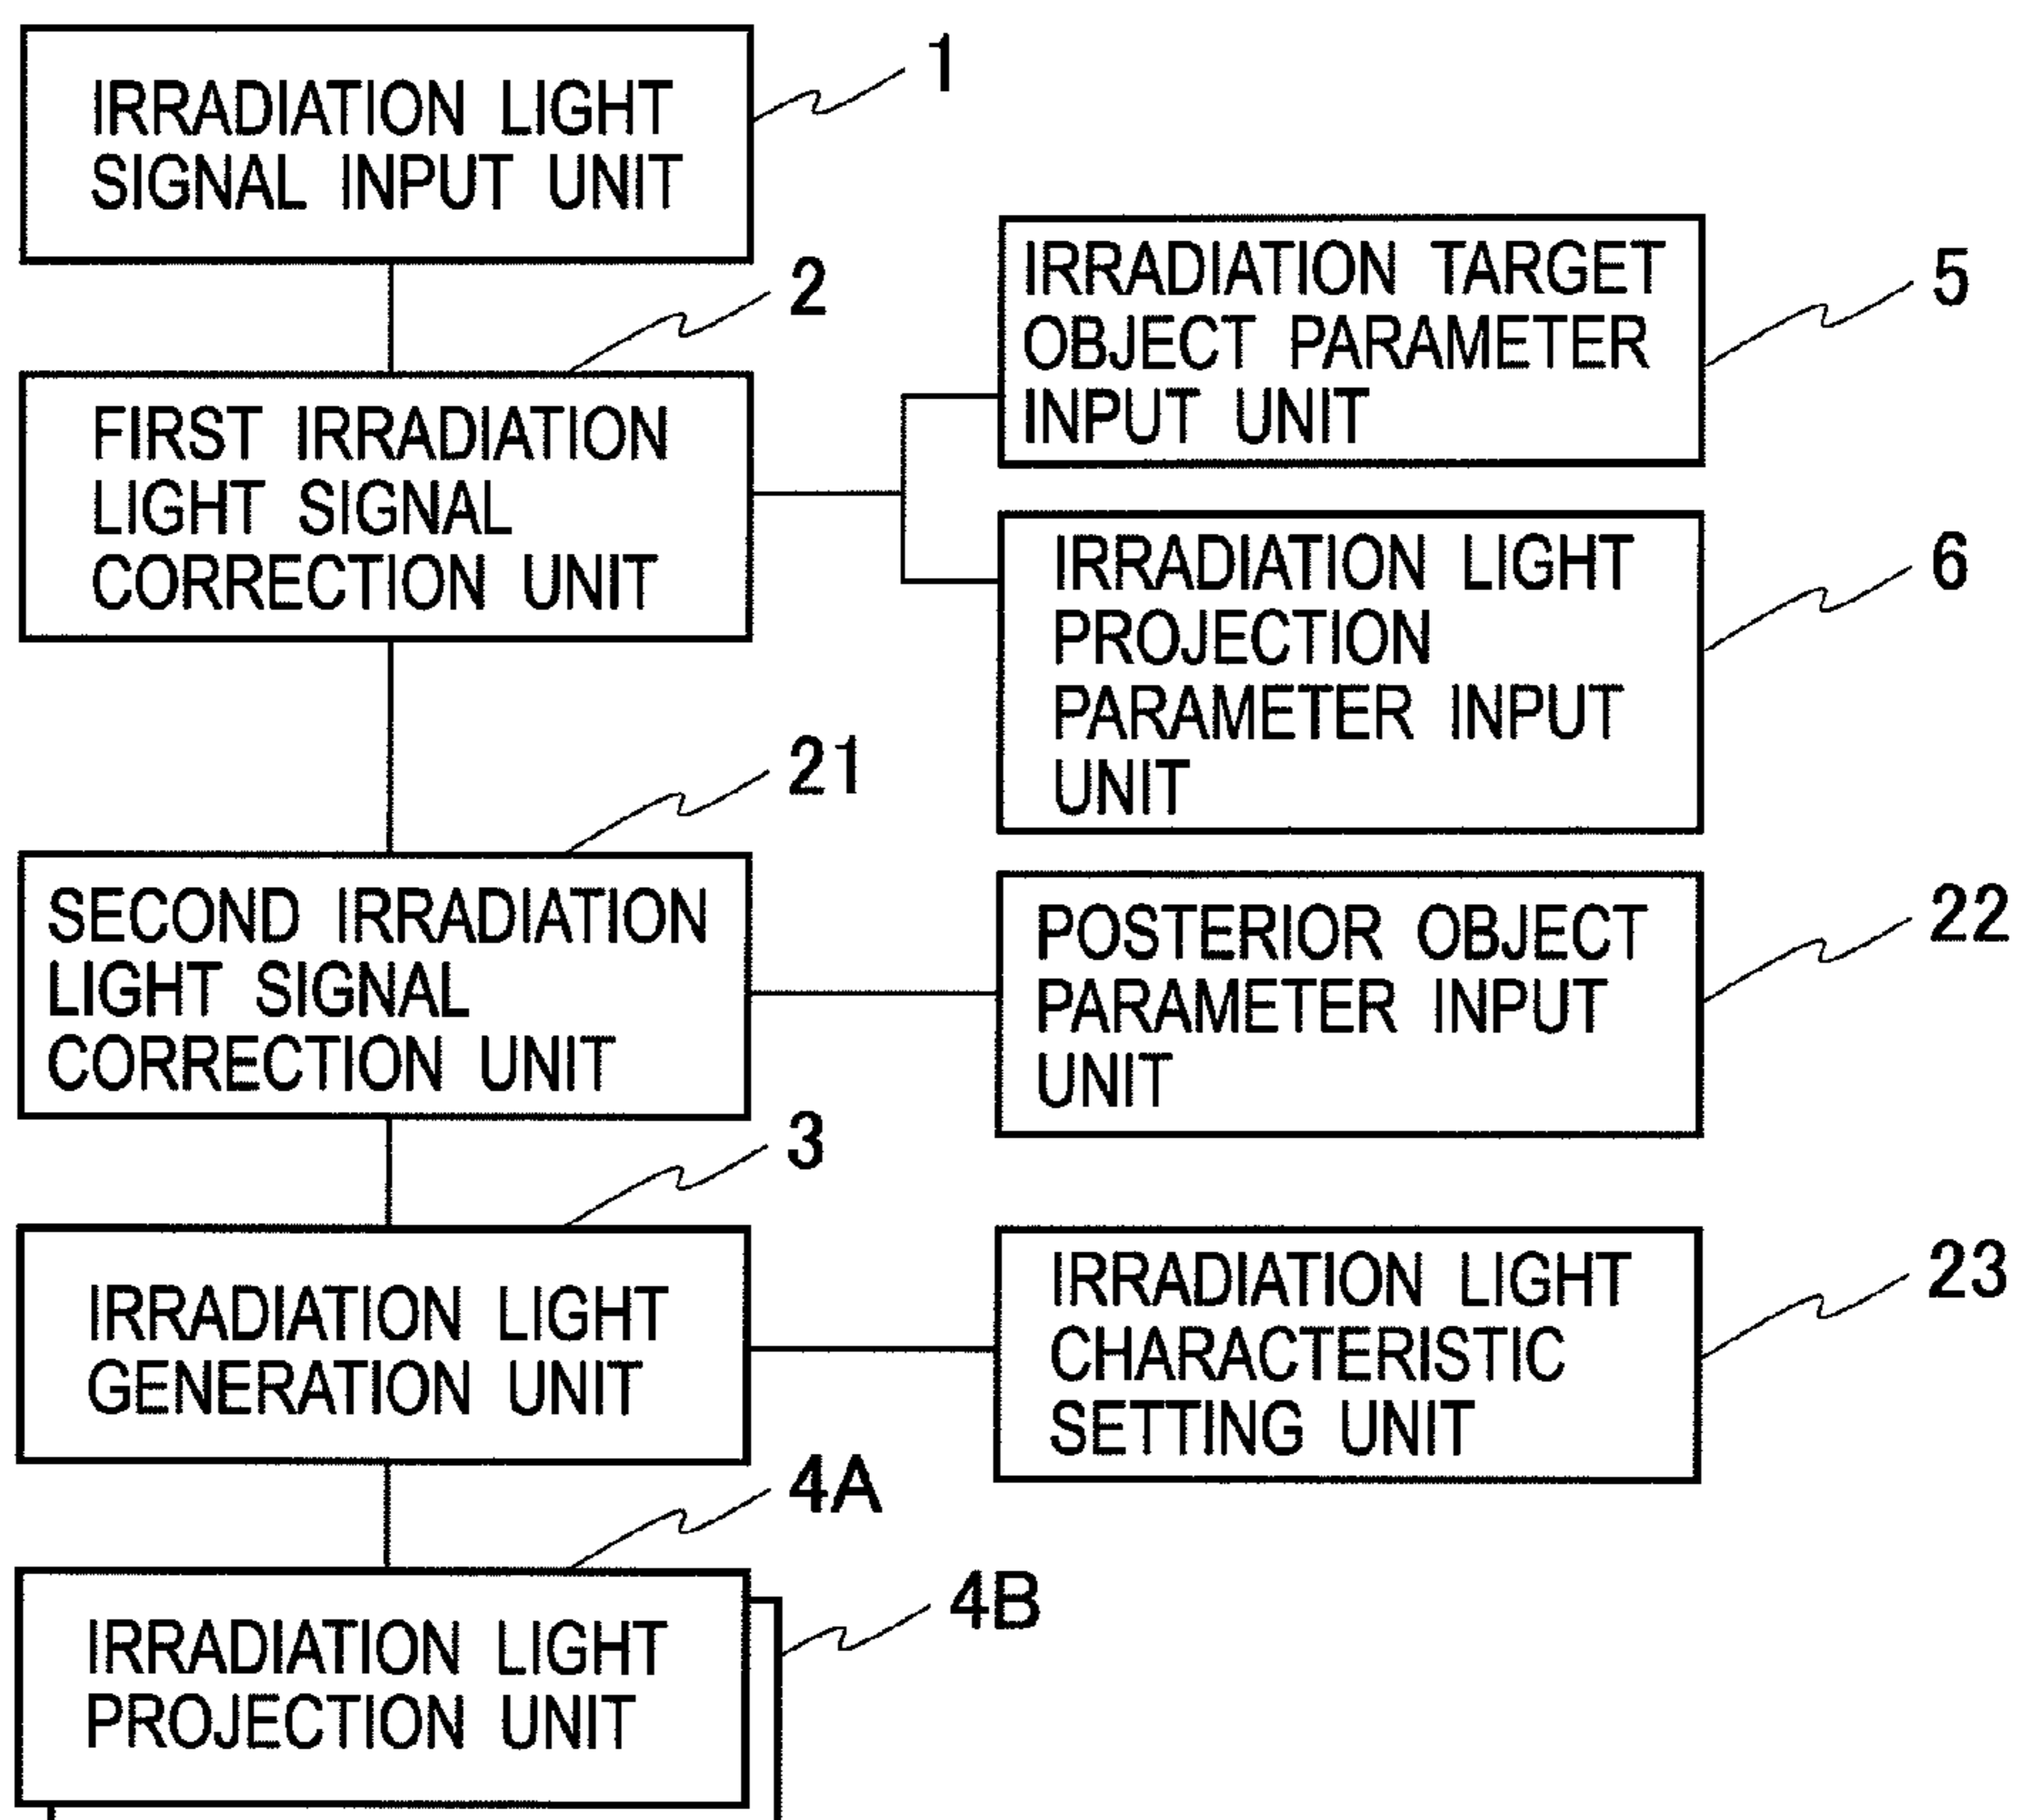 IRRADIATION LIGHT
SIGNAL INPUT UNIT
1
2
FIRST IRRADIATION
LIGHT SIGNAL
CORRECTION UNIT
IRRADIATION TARGET
OBJECT PARAMETER
INPUT UNIT
5
IRRADIATION LIGHT
PROJECTION
PARAMETER INPUT
UNIT
6
21
SECOND IRRADIATION
LIGHT SIGNAL
CORRECTION UNIT
POSTERIOR OBJECT
PARAMETER INPUT
UNIT
22
3
IRRADIATION LIGHT
GENERATION UNIT
IRRADIATION LIGHT
CHARACTERISTIC
SETTING UNIT
23
4A
IRRADIATION LIGHT
PROJECTION UNIT
4B